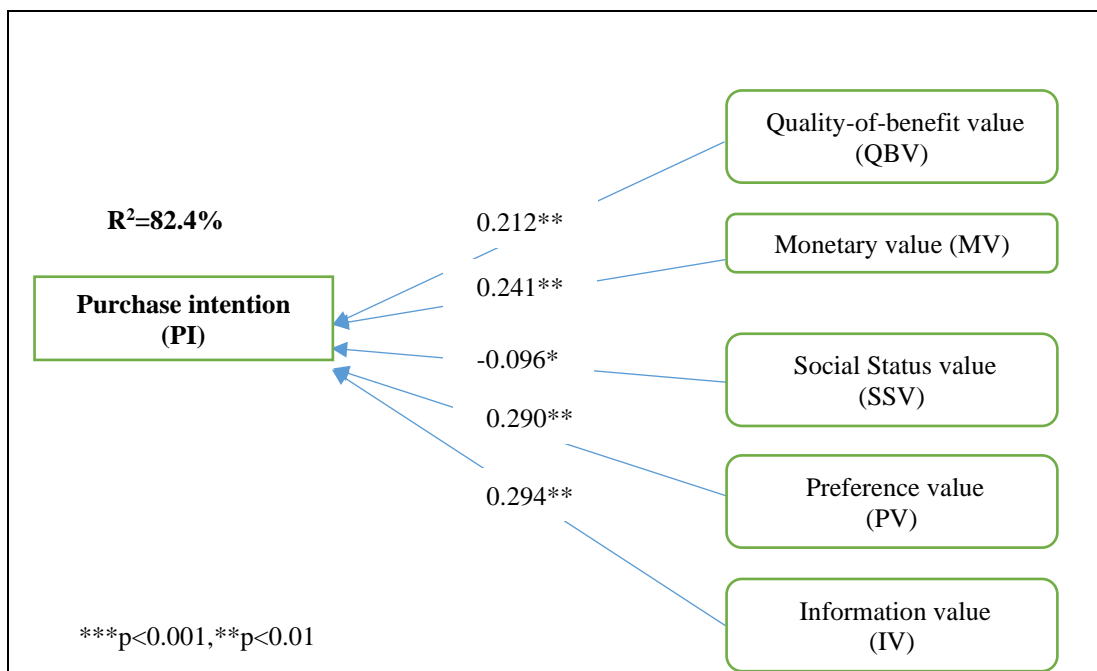 Quality-of-benefit value
(QBV)
R²=82.4%
0.212**
Monetary value (MV)
0.241**
Purchase intention
(PI)
-0.096*
Social Status value
(SSV)
0.290**
0.294**
Preference value
(PV)
Information value
(IV)
***p<0.001,**p<0.01